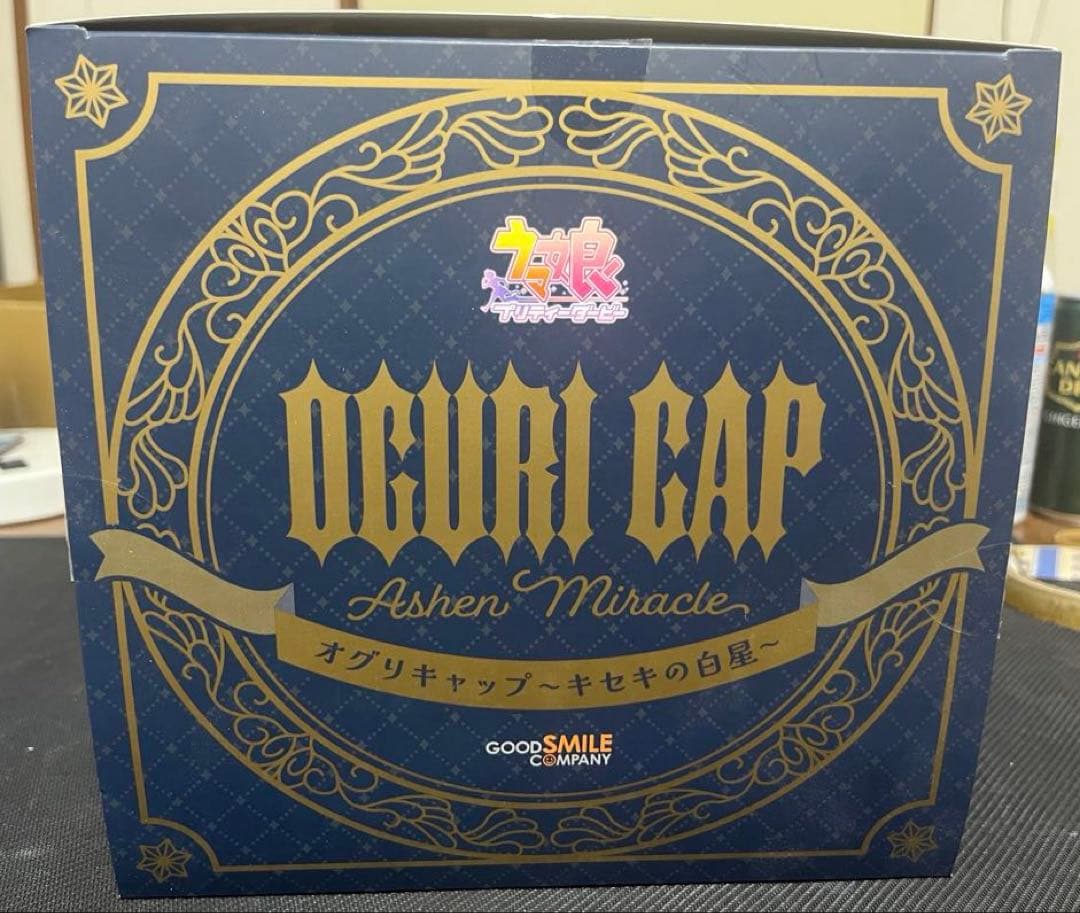 ウマ娘
プリティーダービー
OGURI CAP
Ashen Miracle
オグリキャップ～キセキの白星～
GOOD SMILE
COMPANY